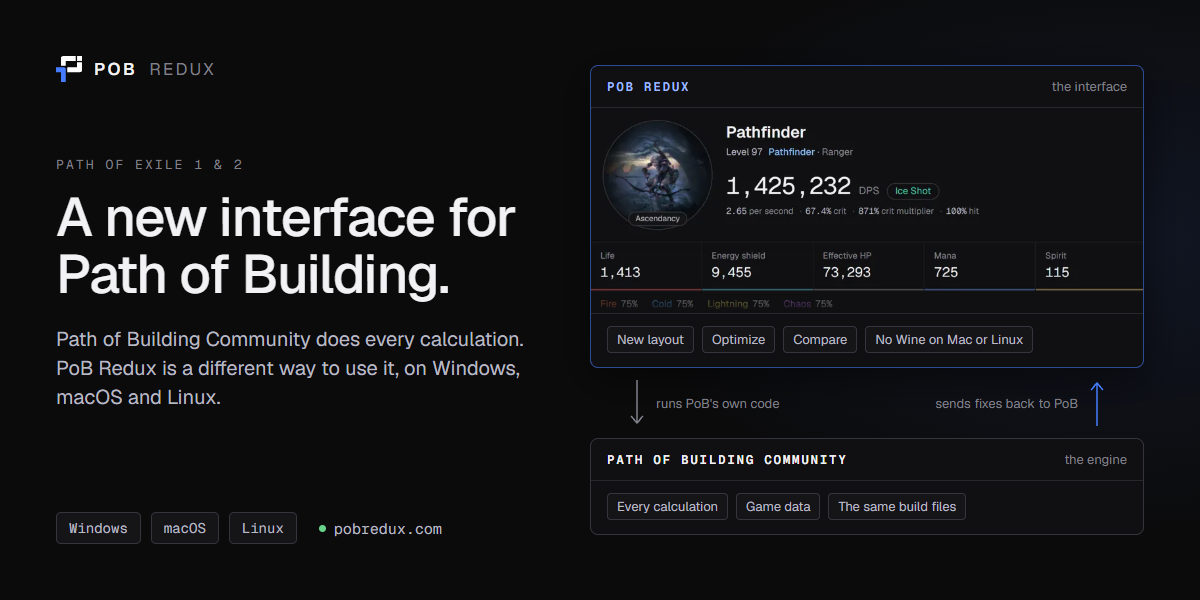 POB REDUX
PATH OF EXILE 1 & 2
A new interface for
Path of Building.
Path of Building Community does every calculation.
PoB Redux is a different way to use it, on Windows,
macOS and Linux.
Windows
macOS
Linux
pobredux.com
POB REDUX
the interface
Ascendancy
Pathfinder
Level 97 Pathfinder · Ranger
1,425,232 DPS Ice Shot
2.65 per second · 67.4% crit · 871% crit multiplier · 100% hit
Life
1,413
Energy shield
9,455
Effective HP
73,293
Mana
725
Spirit
115
Fire 75% Cold 75% Lightning 75% Chaos 75%
New layout
Optimize
Compare
No Wine on Mac or Linux
runs PoB's own code
sends fixes back to PoB
PATH OF BUILDING COMMUNITY
the engine
Every calculation
Game data
The same build files